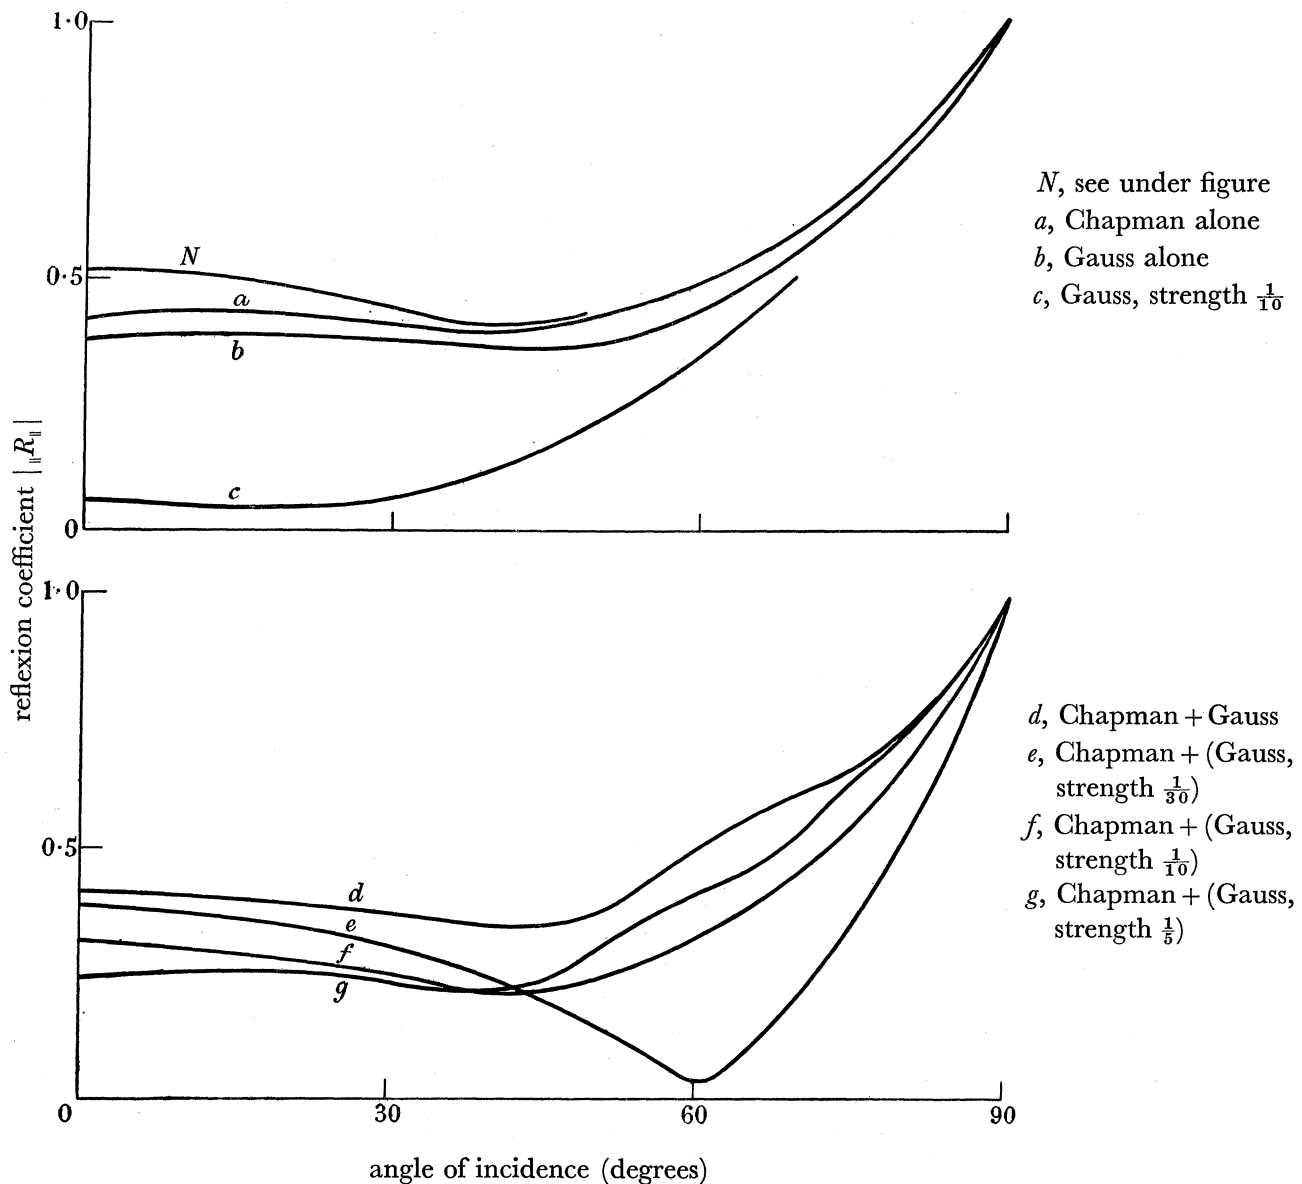 1·0
N
0·5
a
b
c
0
N, see under figure
a, Chapman alone
b, Gauss alone
c, Gauss, strength 1/10
reflexion coefficient |∥R∥|
1·0
0·5
d
e
f
g
0 30 60 90
angle of incidence (degrees)
d, Chapman + Gauss
e, Chapman + (Gauss,
strength 1/30)
f, Chapman + (Gauss,
strength 1/10)
g, Chapman + (Gauss,
strength 1/5)